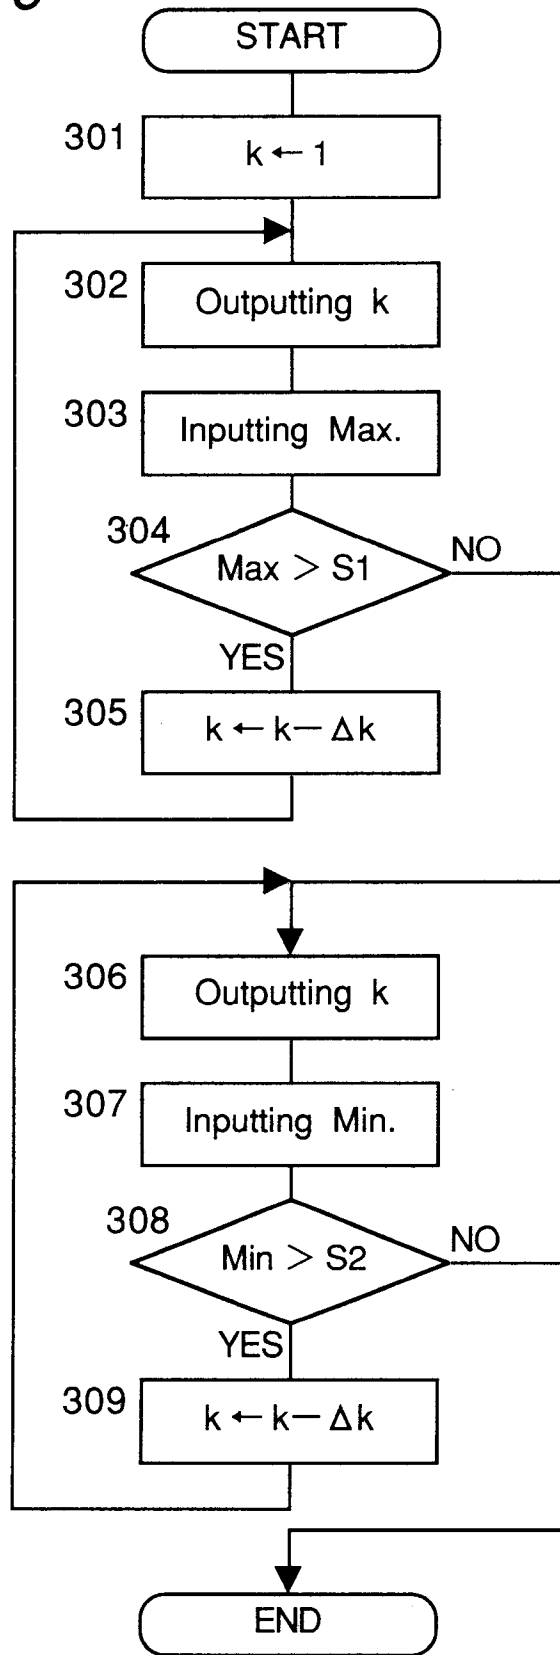 START
301
k ← 1
302
Outputting k
303
Inputting Max.
304
Max > S1
NO
YES
305
k ← k − Δk
306
Outputting k
307
Inputting Min.
308
Min > S2
NO
YES
309
k ← k − Δk
END